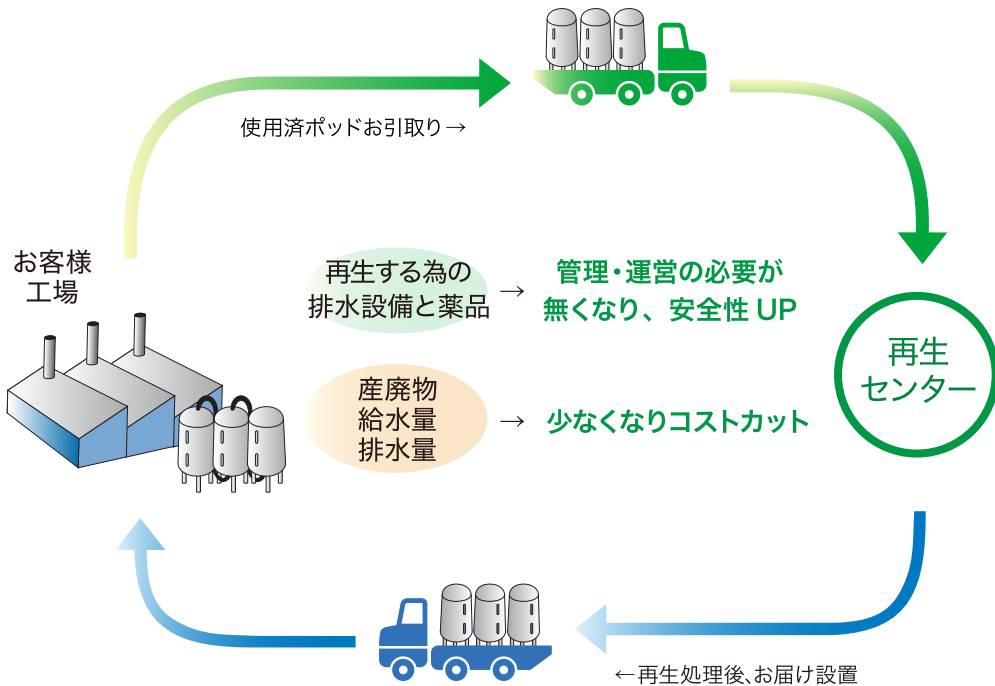 使用済ポッドお引取り→
お客様
工場
再生する為の
排水設備と薬品
→
管理・運営の必要が
無くなり、安全性 UP
産廃物
給水量
排水量
→
少なくなりコストカット
再生
センター
←再生処理後、お届け設置